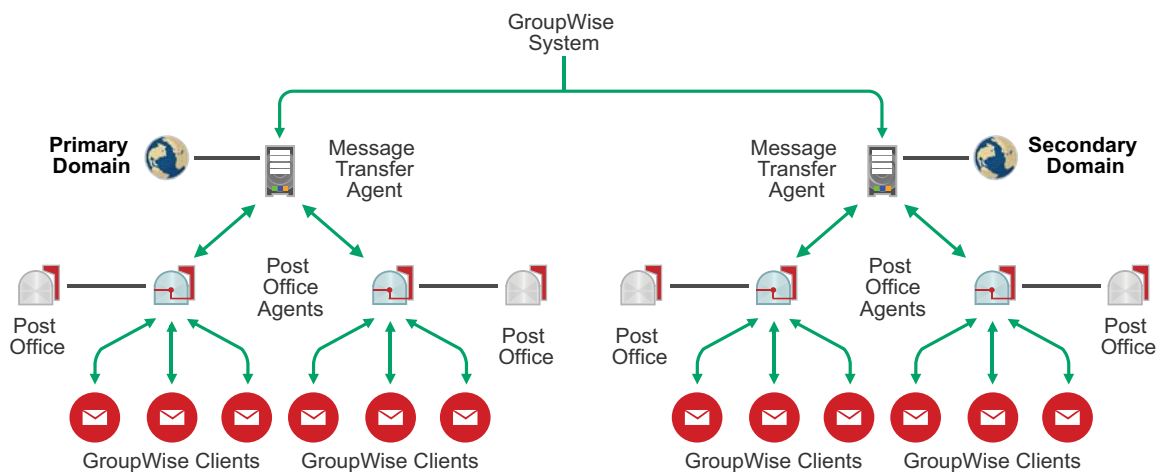 GroupWise
System
Primary
Domain
Message
Transfer
Agent
Message
Transfer
Agent
Secondary
Domain
Post
Office
Post
Office
Agents
Post
Office
Post
Office
Post
Office
Agents
Post
Office
GroupWise Clients
GroupWise Clients
GroupWise Clients
GroupWise Clients